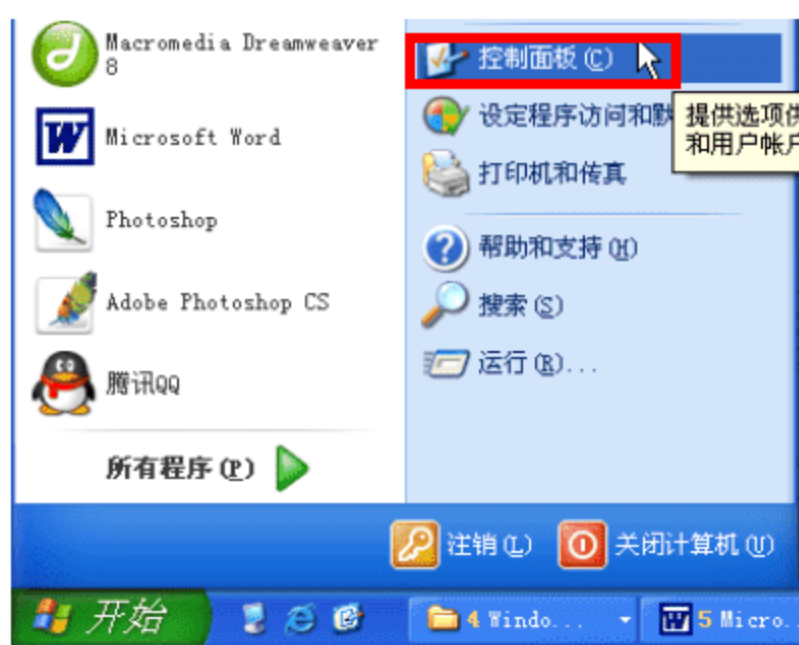 Macromedia Dreamweaver
8
Microsoft Word
Photoshop
Adobe Photoshop CS
腾讯QQ
所有程序(P)
控制面板(C)
设定程序访问和默
提供选项供
和用户帐户
打印机和传真
帮助和支持(H)
搜索(S)
运行(R)...
注销(L)
关闭计算机(U)
开始
4 Windo...
5 Micro...